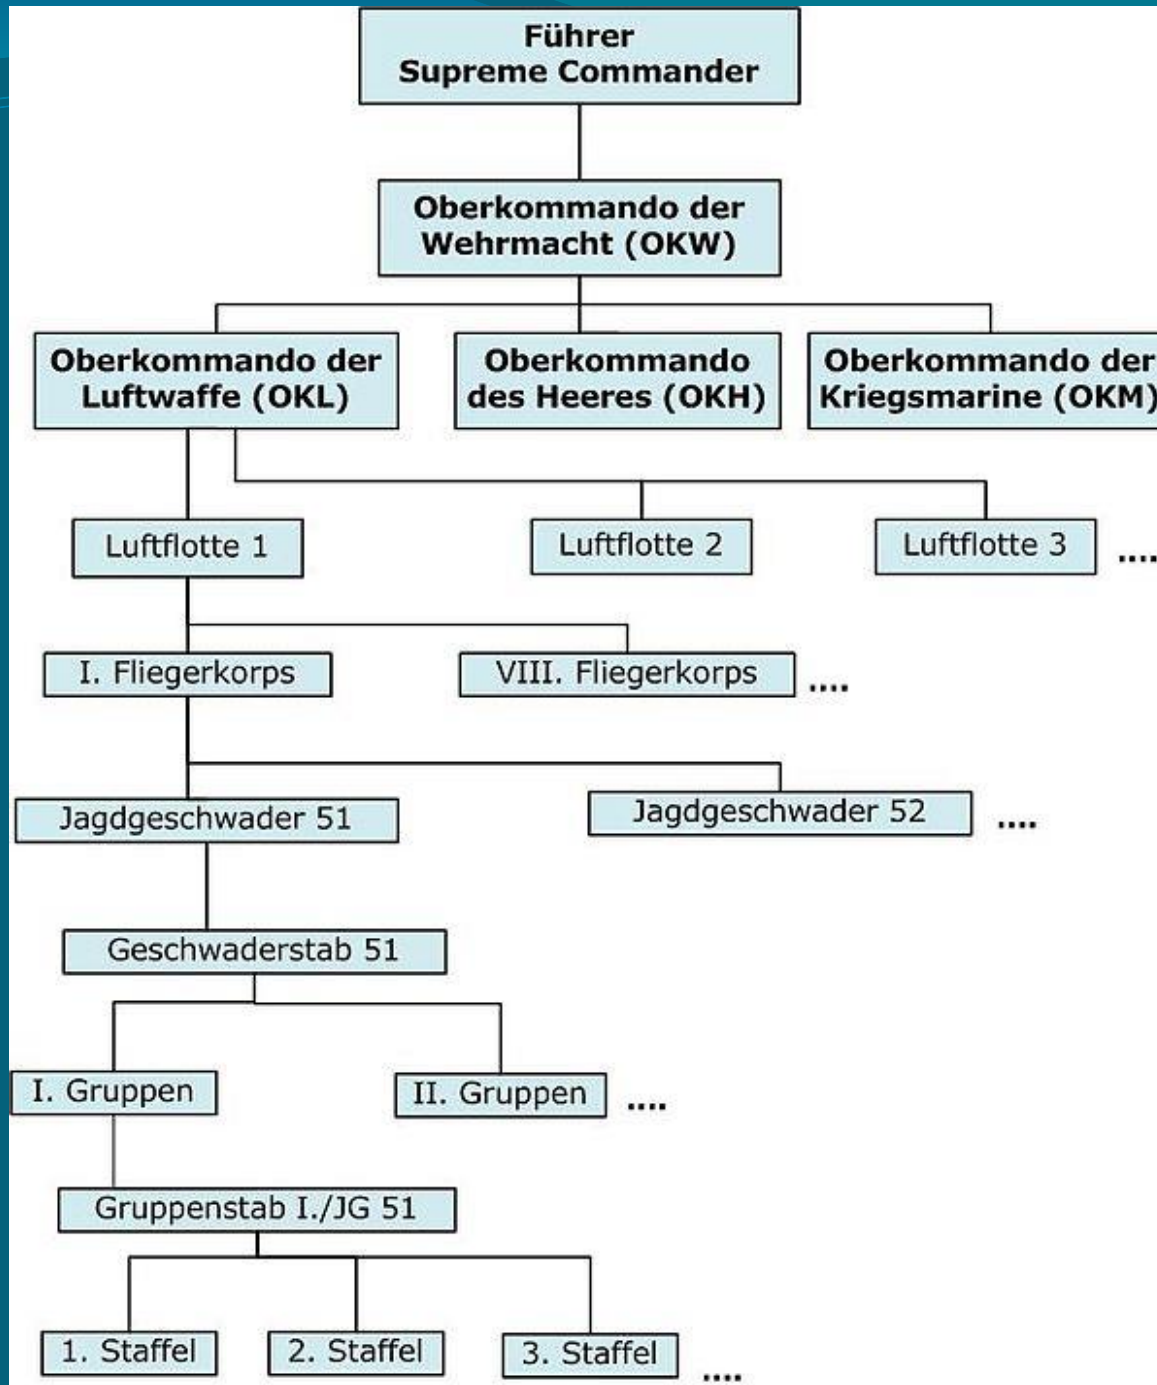 Führer
Supreme Commander
Oberkommando der
Wehrmacht (OKW)
Oberkommando der
Luftwaffe (OKL)
Oberkommando
des Heeres (OKH)
Oberkommando der
Kriegsmarine (OKM)
Luftflotte 1
Luftflotte 2
Luftflotte 3
....
I. Fliegerkorps
VIII. Fliegerkorps
....
Jagdgeschwader 51
Jagdgeschwader 52
....
Geschwaderstab 51
I. Gruppen
II. Gruppen
....
Gruppenstab I./JG 51
1. Staffel
2. Staffel
3. Staffel
....